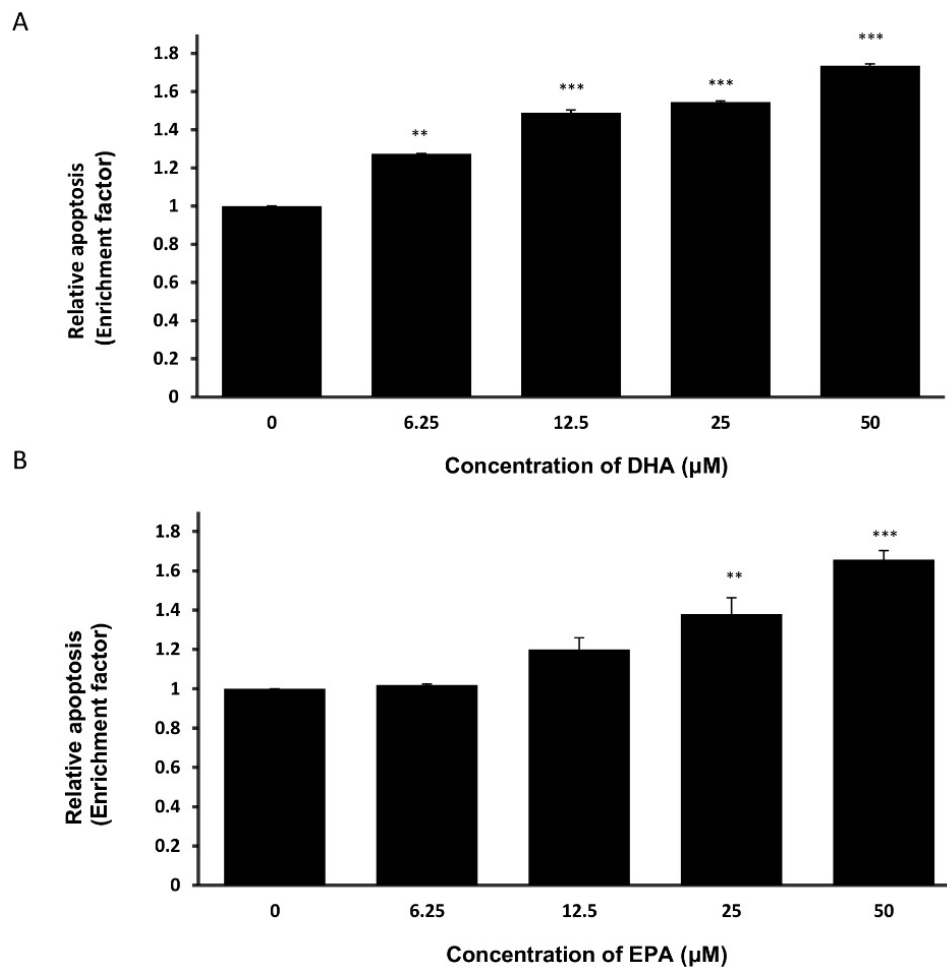 A
Relative apoptosis
(Enrichment factor)
1.8
1.6
1.4
1.2
1
0.8
0.6
0.4
0.2
0
**
***
***
***
0 6.25 12.5 25 50
Concentration of DHA (µM)
B
Relative apoptosis
(Enrichment factor)
1.8
1.6
1.4
1.2
1
0.8
0.6
0.4
0.2
0
**
***
0 6.25 12.5 25 50
Concentration of EPA (µM)